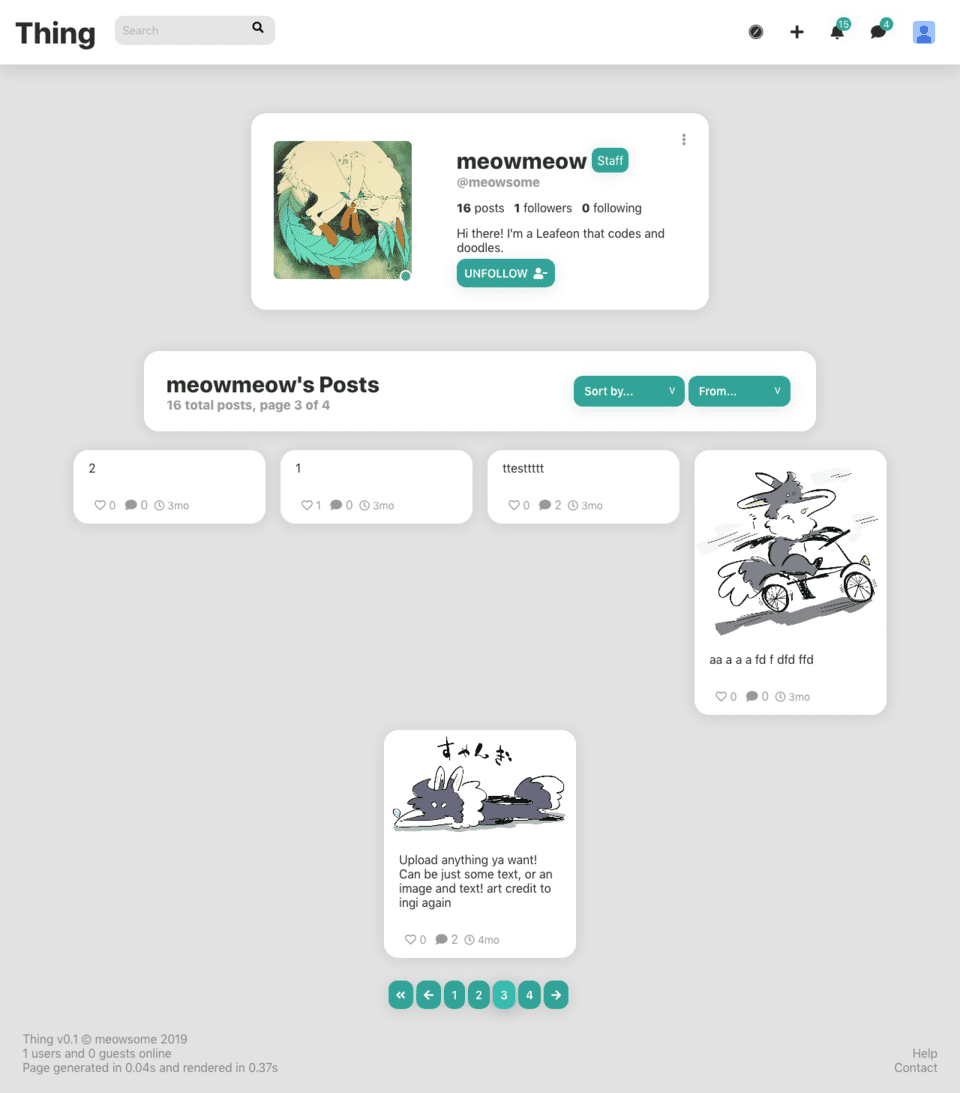 Thing
Search
15
4
meowmeow Staff
@meowsome
16 posts 1 followers 0 following
Hi there! I'm a Leafeon that codes and
doodles.
UNFOLLOW
meowmeow's Posts
16 total posts, page 3 of 4
Sort by... V
From... V
2
0 0 3mo
1
1 0 3mo
ttesttttt
0 2 3mo
aa a a a fd f dfd ffd
0 0 3mo
Upload anything ya want!
Can be just some text, or an
image and text! art credit to
ingi again
0 2 4mo
1 2 3 4
Thing v0.1 © meowsome 2019
1 users and 0 guests online
Page generated in 0.04s and rendered in 0.37s
Help
Contact